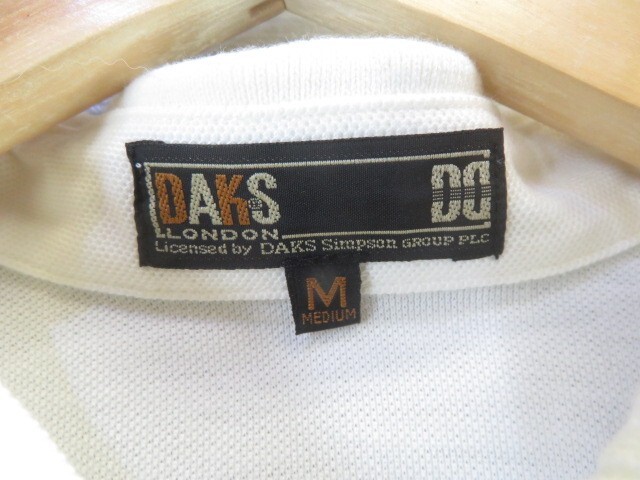 DAKS
DD
LONDON
Licensed by DAKS Simpson GROUP PLC
M
MEDIUM